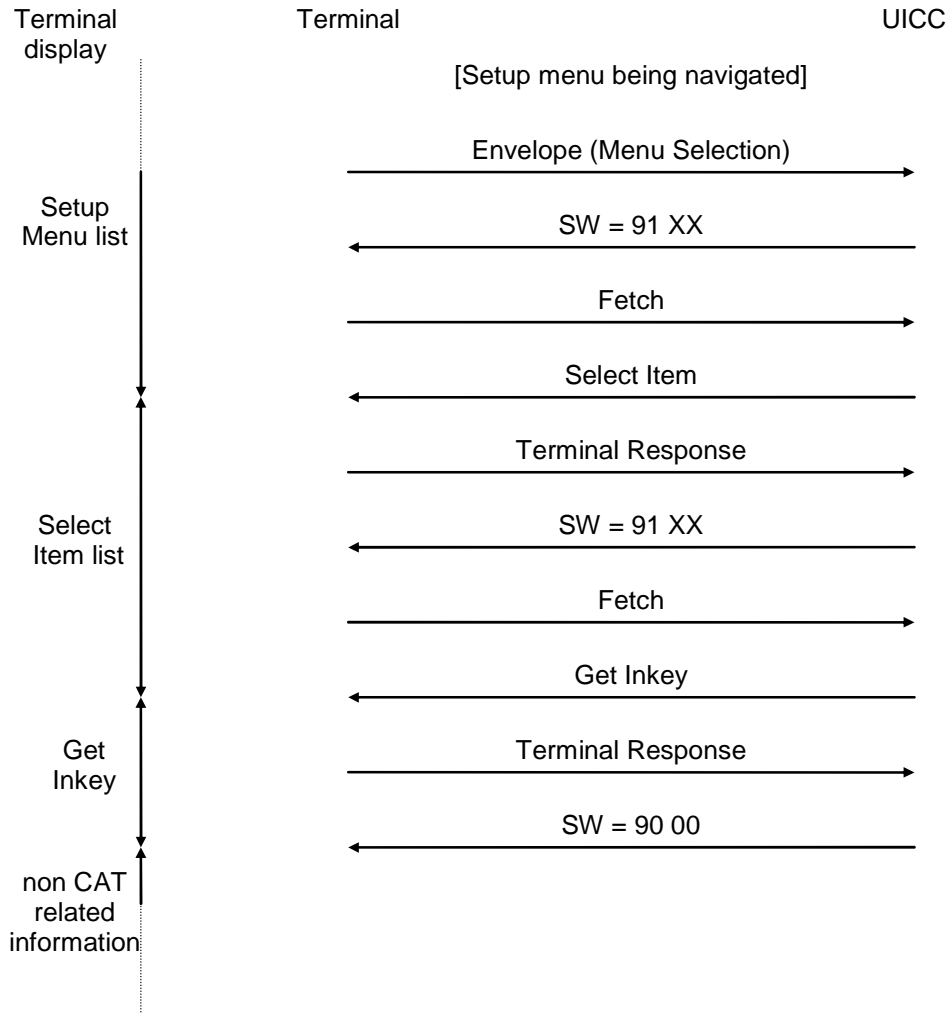 Terminal
display
Terminal
UICC
[Setup menu being navigated]
Envelope (Menu Selection)
Setup
Menu list
SW = 91 XX
Fetch
Select Item
Terminal Response
Select
Item list
SW = 91 XX
Fetch
Get Inkey
Get
Inkey
Terminal Response
SW = 90 00
non CAT
related
information